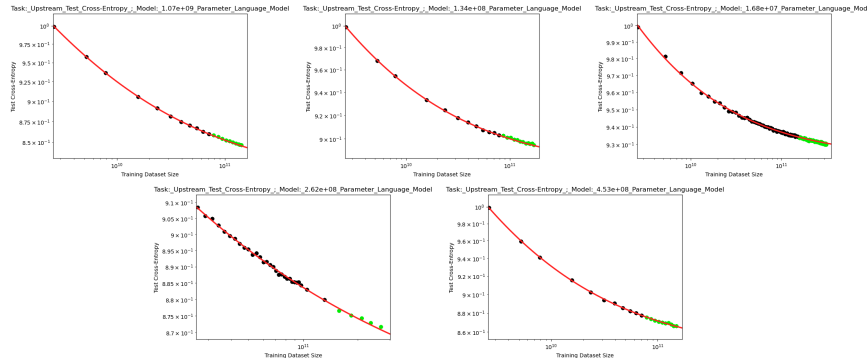 Task:_Upstream_Test_Cross-Entropy_;_Model:_1.07e+09_Parameter_Language_Model
10⁰
9.75 × 10⁻¹
9.5 × 10⁻¹
9.25 × 10⁻¹
9 × 10⁻¹
8.75 × 10⁻¹
8.5 × 10⁻¹
Test Cross-Entropy
10¹⁰
10¹¹
Training Dataset Size
Task:_Upstream_Test_Cross-Entropy_;_Model:_1.34e+08_Parameter_Language_Model
10⁰
9.8 × 10⁻¹
9.6 × 10⁻¹
9.4 × 10⁻¹
9.2 × 10⁻¹
9 × 10⁻¹
Test Cross-Entropy
10¹⁰
10¹¹
Training Dataset Size
Task:_Upstream_Test_Cross-Entropy_;_Model:_1.68e+07_Parameter_Language_Mod
9.9 × 10⁻¹
9.8 × 10⁻¹
9.7 × 10⁻¹
9.6 × 10⁻¹
9.5 × 10⁻¹
9.4 × 10⁻¹
9.3 × 10⁻¹
Test Cross-Entropy
10¹⁰
10¹¹
Training Dataset Size
Task:_Upstream_Test_Cross-Entropy_;_Model:_2.62e+08_Parameter_Language_Model
9.1 × 10⁻¹
9.05 × 10⁻¹
9 × 10⁻¹
8.95 × 10⁻¹
8.9 × 10⁻¹
8.85 × 10⁻¹
8.8 × 10⁻¹
8.75 × 10⁻¹
8.7 × 10⁻¹
Test Cross-Entropy
10¹¹
Training Dataset Size
Task:_Upstream_Test_Cross-Entropy_;_Model:_4.53e+08_Parameter_Language_Model
10⁰
9.8 × 10⁻¹
9.6 × 10⁻¹
9.4 × 10⁻¹
9.2 × 10⁻¹
9 × 10⁻¹
8.8 × 10⁻¹
8.6 × 10⁻¹
Test Cross-Entropy
10¹⁰
10¹¹
Training Dataset Size